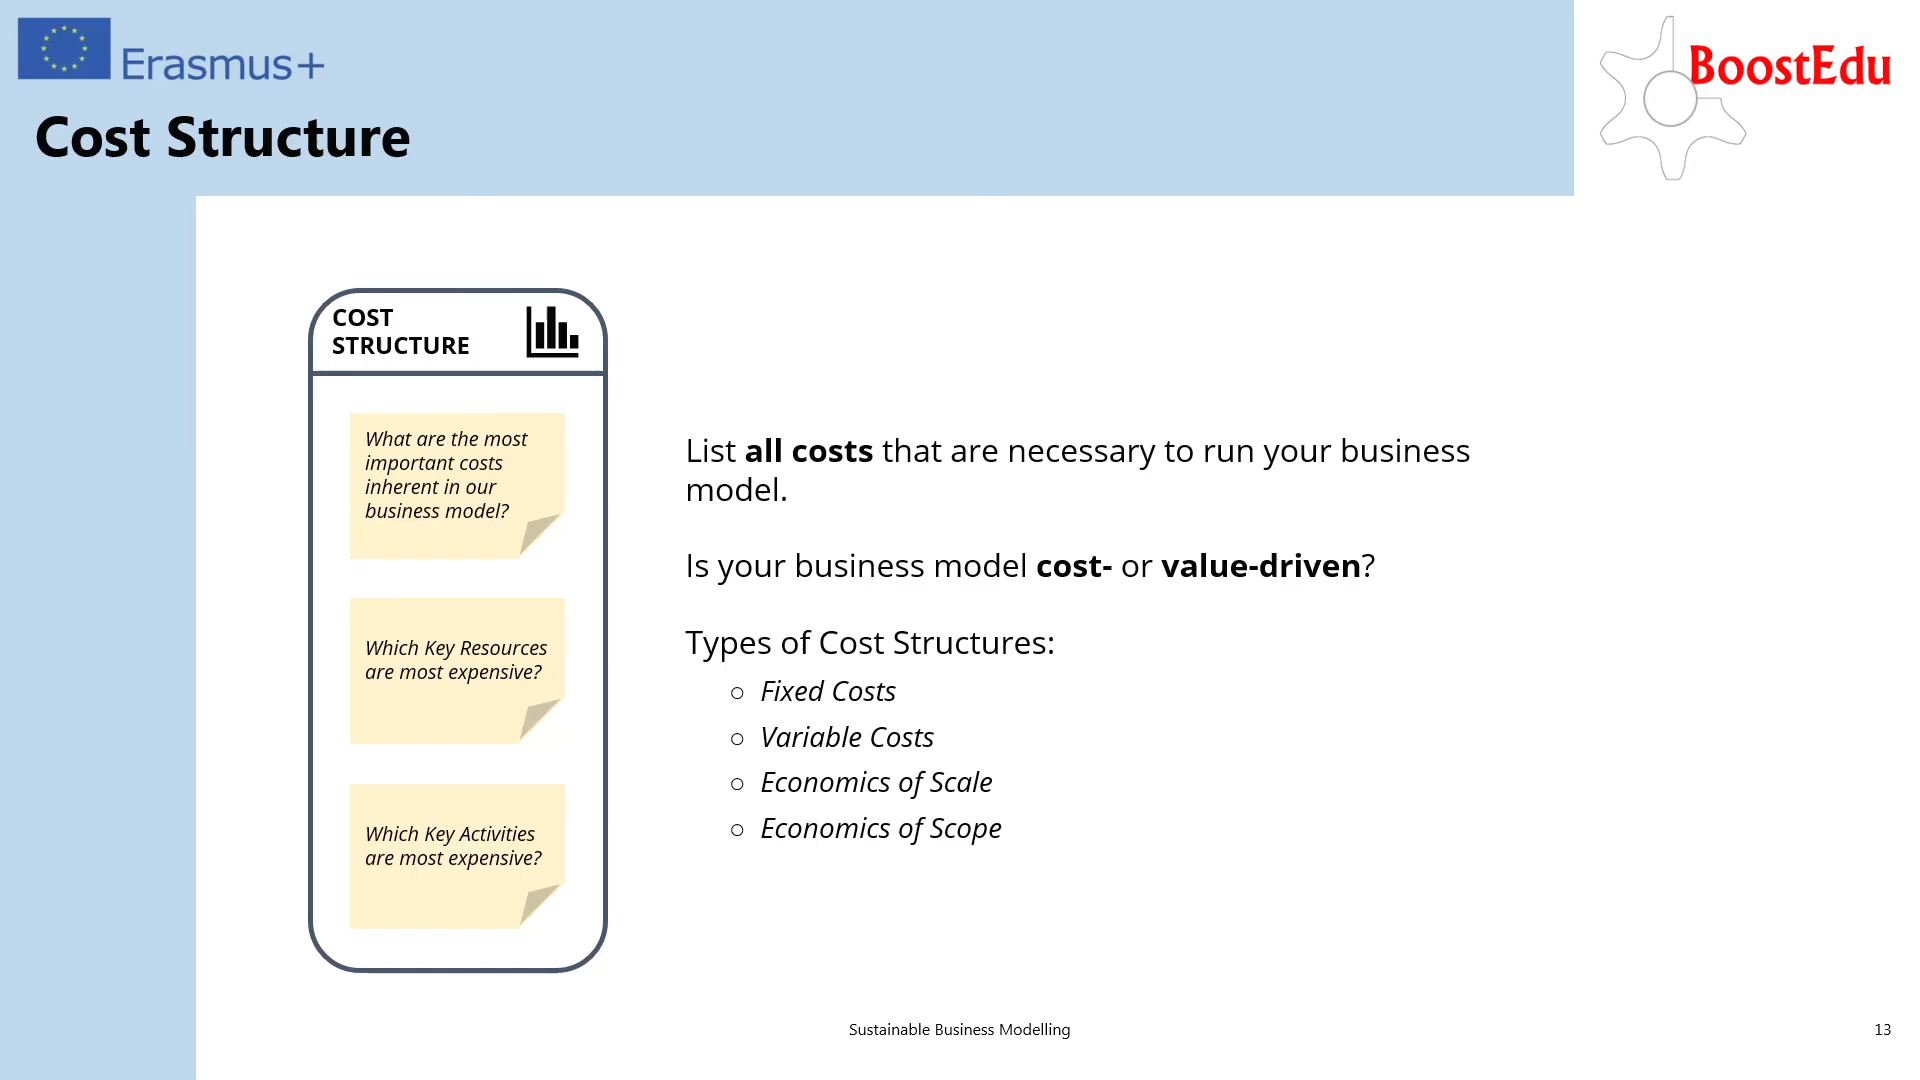 Erasmus+
BoostEdu
Cost Structure
COST
STRUCTURE
What are the most
important costs
inherent in our
business model?
Which Key Resources
are most expensive?
Which Key Activities
are most expensive?
List all costs that are necessary to run your business
model.
Is your business model cost- or value-driven?
Types of Cost Structures:
○ Fixed Costs
○ Variable Costs
○ Economics of Scale
○ Economics of Scope
Sustainable Business Modelling
13